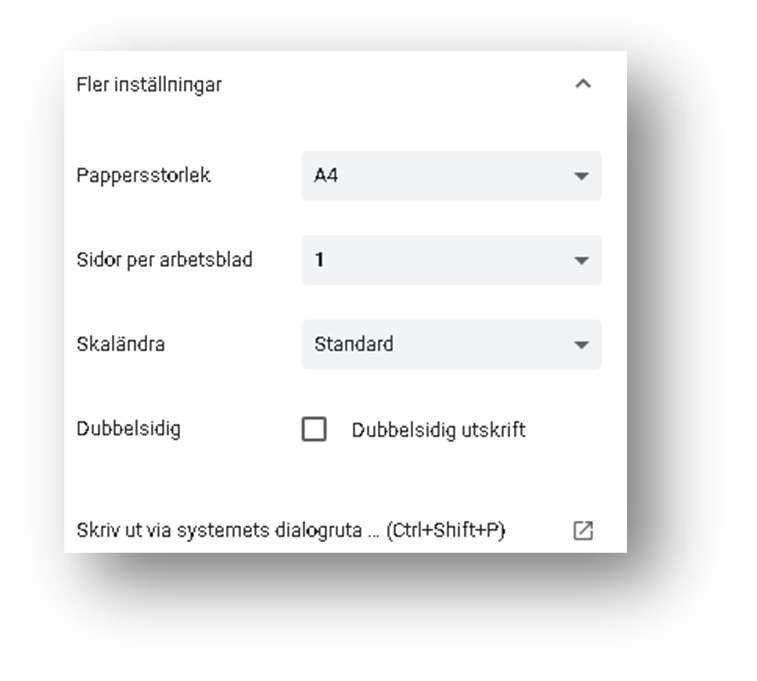 Fler inställningar
Pappersstorlek A4
Sidor per arbetsblad 1
Skaländra Standard
Dubbelsidig Dubbelsidig utskrift
Skriv ut via systemets dialogruta ... (Ctrl+Shift+P)